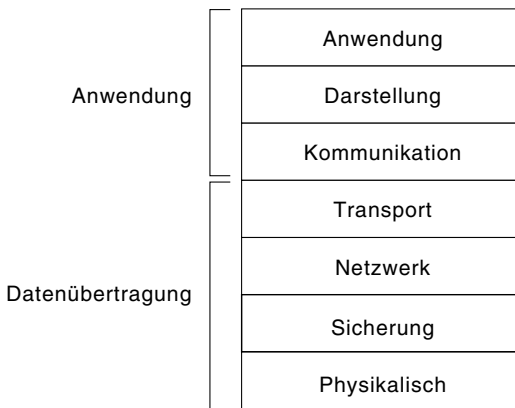 Anwendung
Darstellung
Kommunikation
Transport
Netzwerk
Sicherung
Physikalisch
Anwendung
Datenübertragung